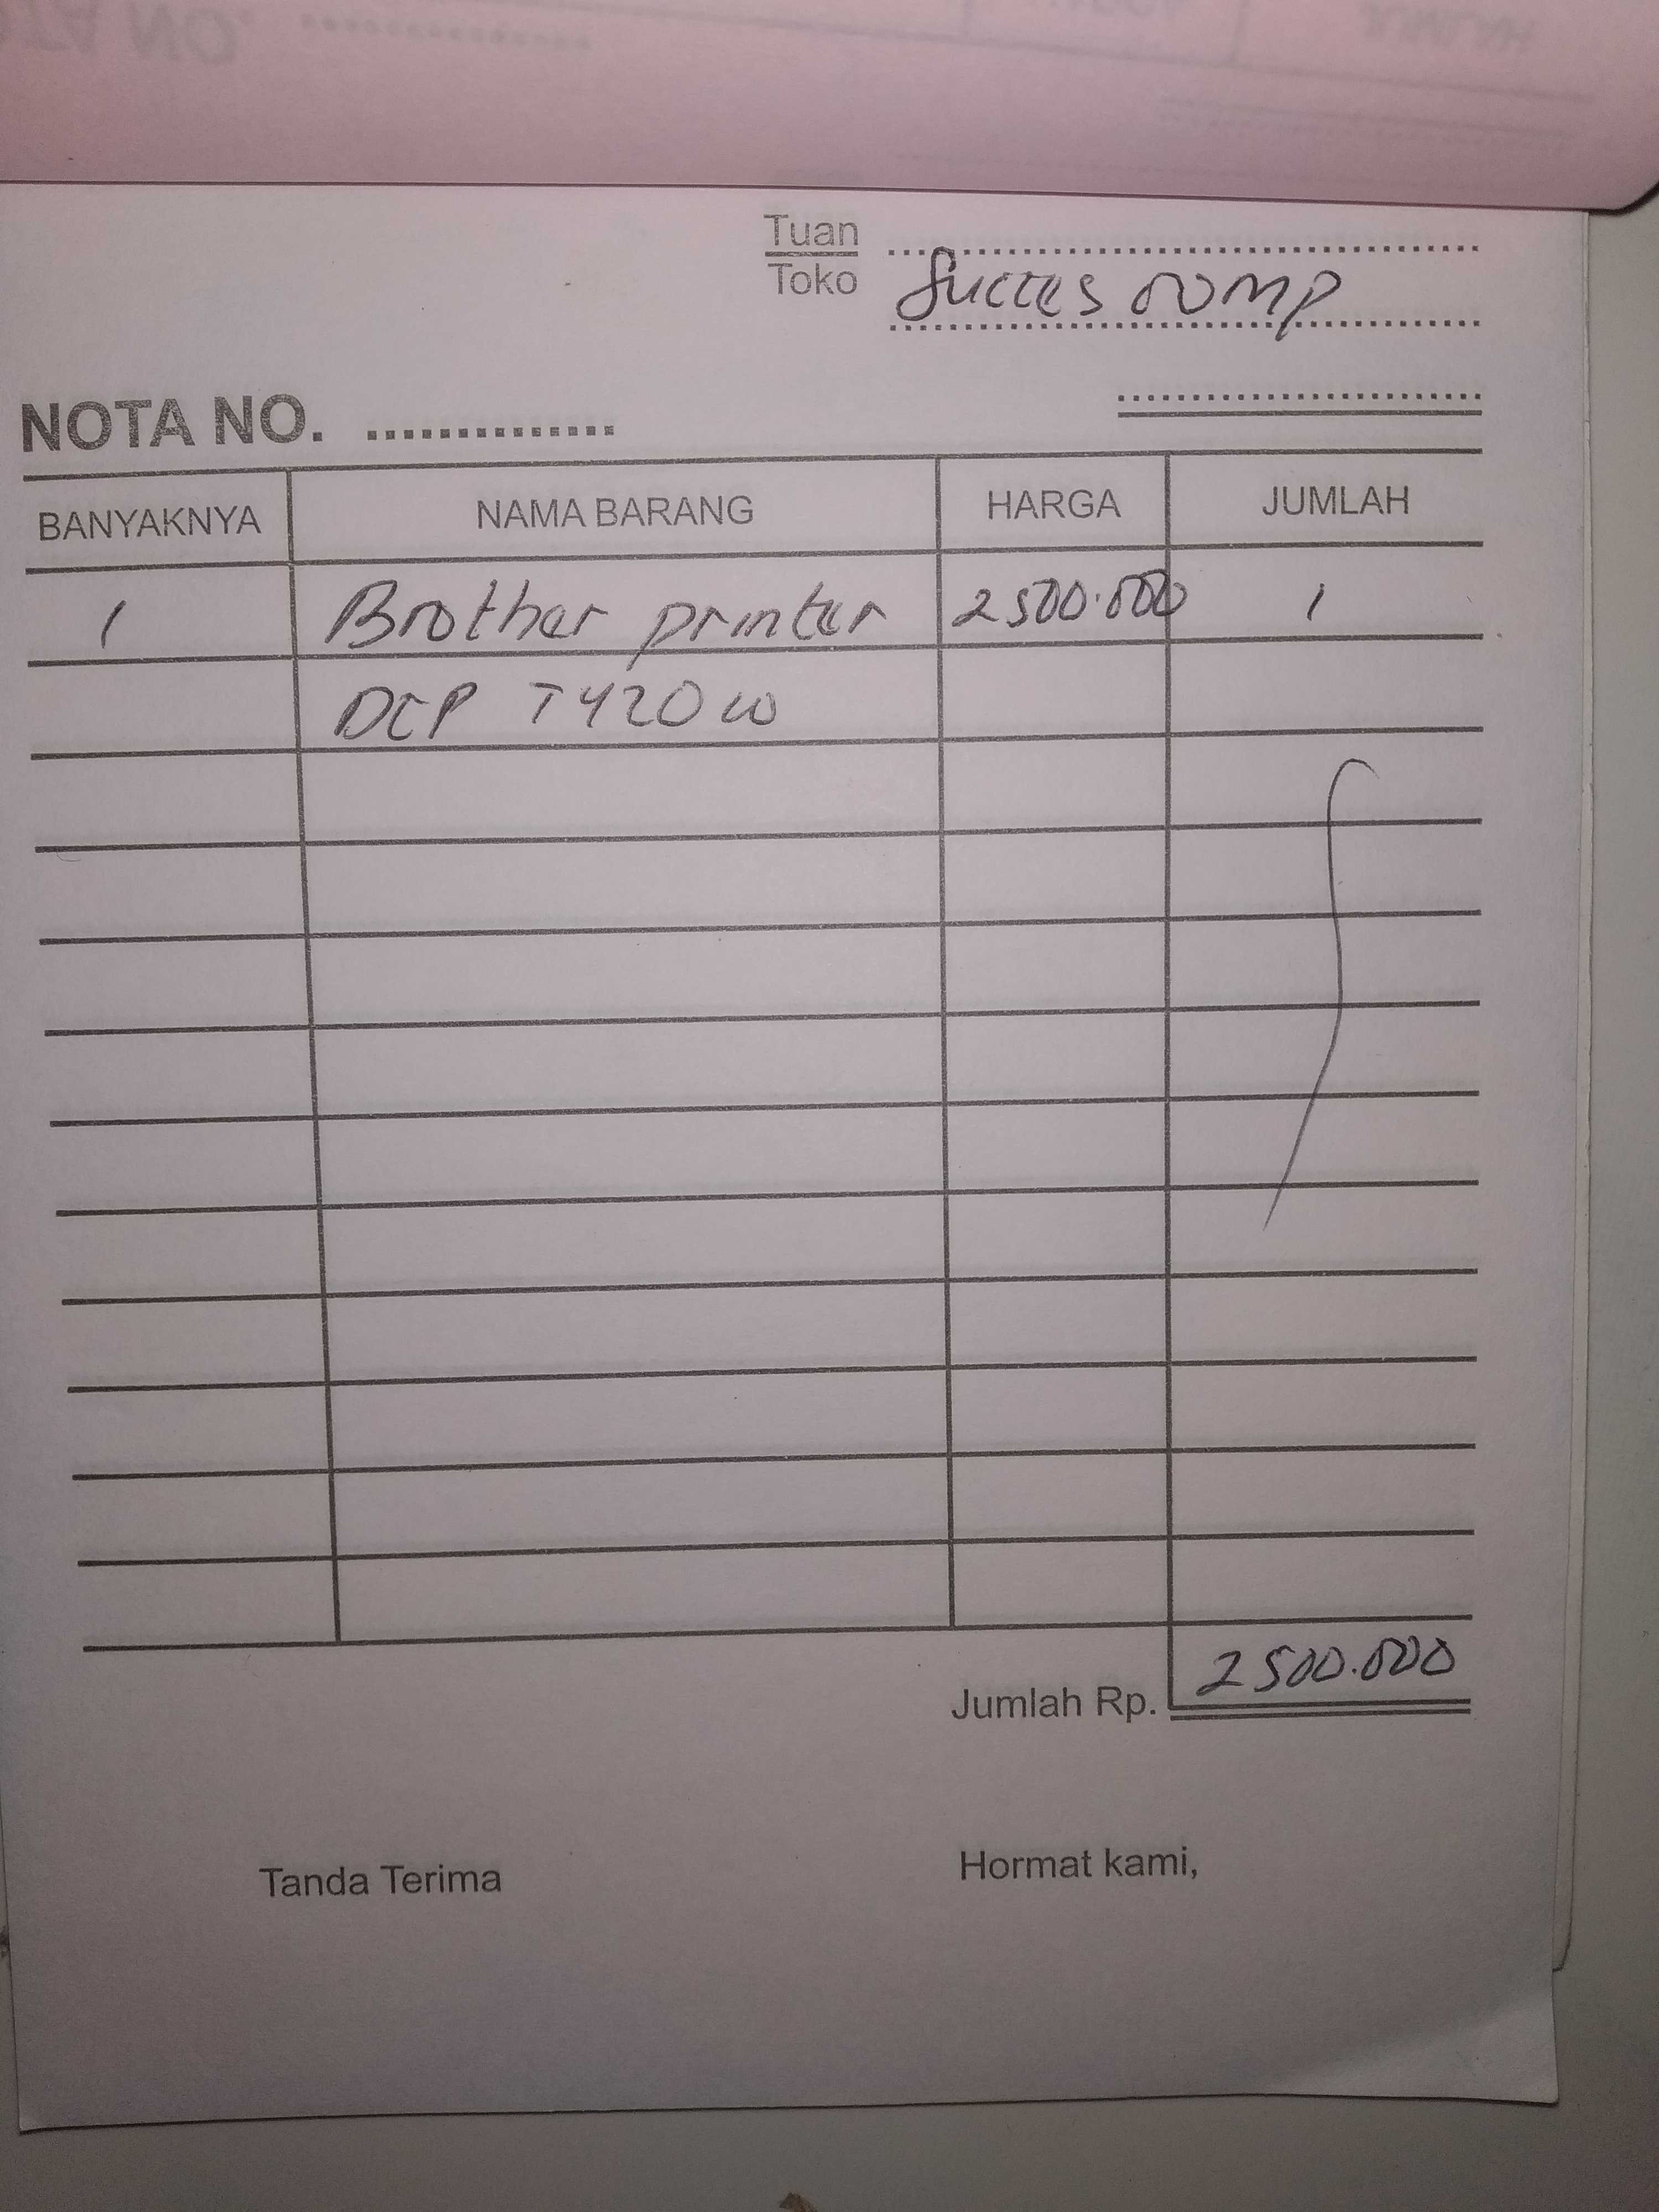 Tuan
Toko Succes comp
NOTA NO. ..............
BANYAKNYA NAMA BARANG HARGA JUMLAH
1 Brother printer 2500.000 1
DCP T420w
Jumlah Rp. 2500.000
Tanda Terima Hormat kami,